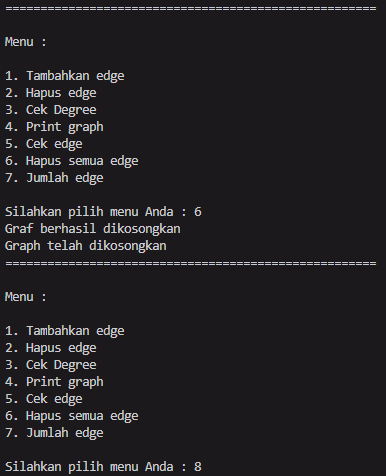 =====================================================
Menu :
1. Tambahkan edge
2. Hapus edge
3. Cek Degree
4. Print graph
5. Cek edge
6. Hapus semua edge
7. Jumlah edge
Silahkan pilih menu Anda : 6
Graf berhasil dikosongkan
Graph telah dikosongkan
=====================================================
Menu :
1. Tambahkan edge
2. Hapus edge
3. Cek Degree
4. Print graph
5. Cek edge
6. Hapus semua edge
7. Jumlah edge
Silahkan pilih menu Anda : 8